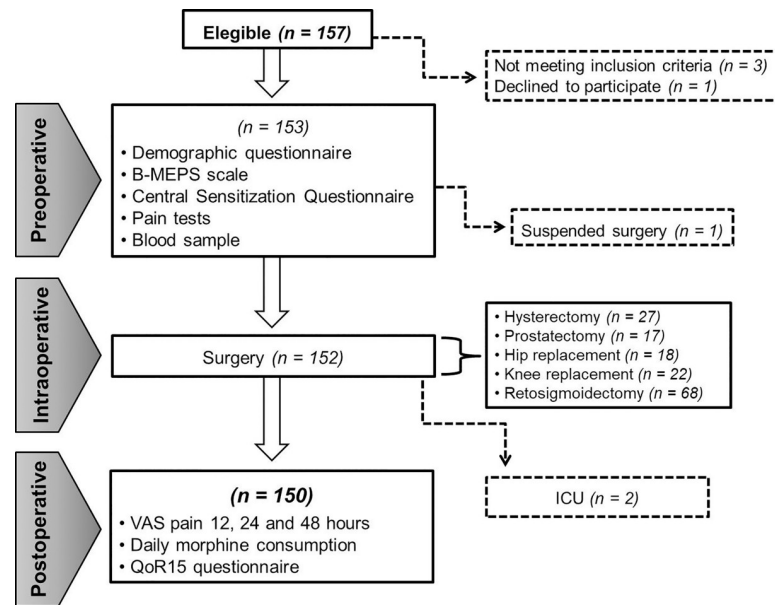 Elegible (n = 157)
Not meeting inclusion criteria (n = 3)
Declined to participate (n = 1)
Preoperative
(n = 153)
• Demographic questionnaire
• B-MEPS scale
• Central Sensitization Questionnaire
• Pain tests
• Blood sample
Suspended surgery (n = 1)
Intraoperative
Surgery (n = 152)
• Hysterectomy (n = 27)
• Prostatectomy (n = 17)
• Hip replacement (n = 18)
• Knee replacement (n = 22)
• Retosigmoidectomy (n = 68)
ICU (n = 2)
Postoperative
(n = 150)
• VAS pain 12, 24 and 48 hours
• Daily morphine consumption
• QoR15 questionnaire